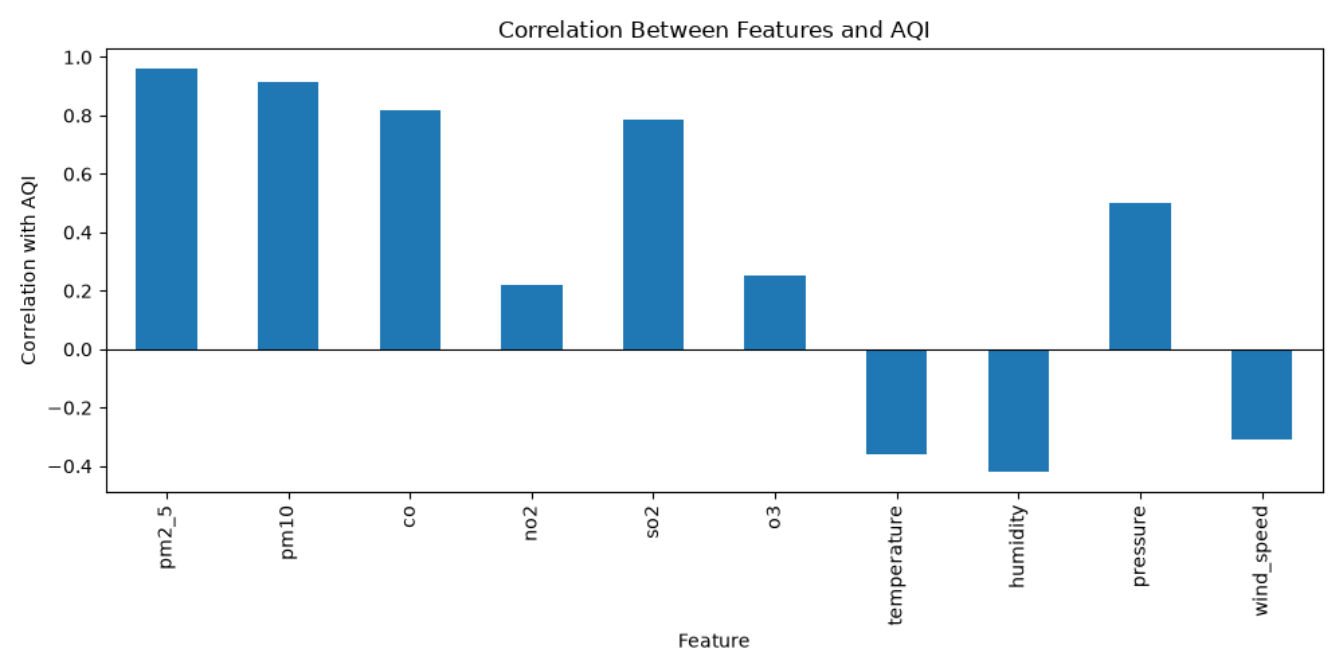 Correlation Between Features and AQI
Correlation with AQI
1.0
0.8
0.6
0.4
0.2
0.0
−0.2
−0.4
pm2_5
pm10
co
no2
so2
o3
temperature
humidity
pressure
wind_speed
Feature